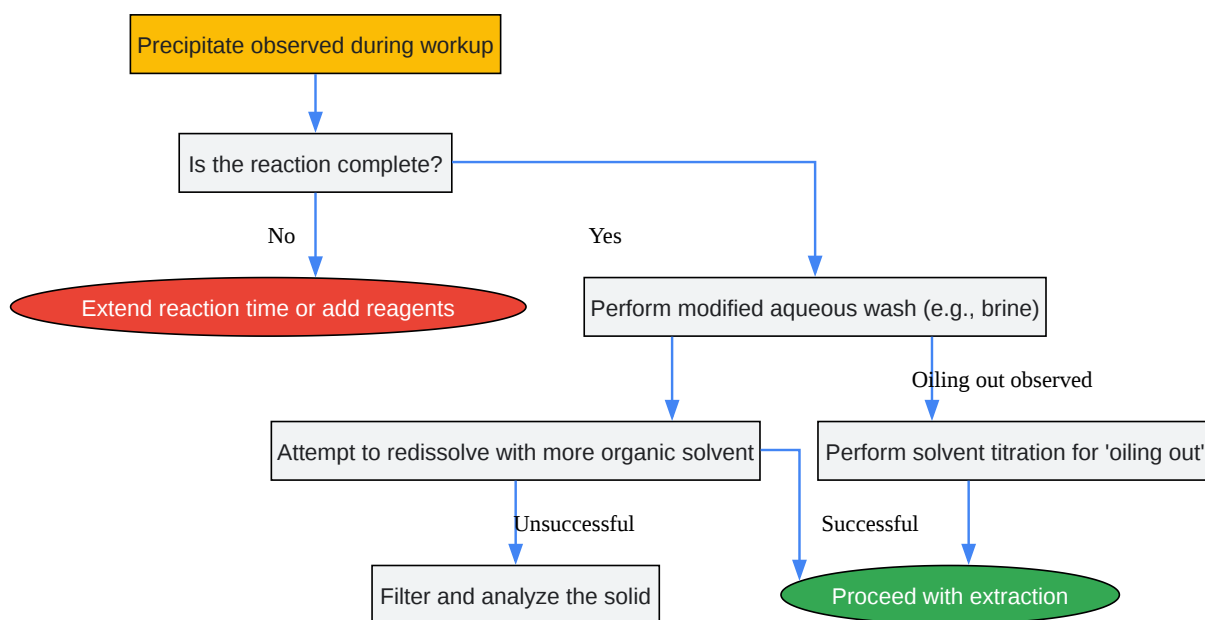 Precipitate observed during workup
Is the reaction complete?
No
Yes
Extend reaction time or add reagents
Perform modified aqueous wash (e.g., brine)
Oiling out observed
Attempt to redissolve with more organic solvent
Perform solvent titration for 'oiling out'
Unsuccessful
Successful
Filter and analyze the solid
Proceed with extraction